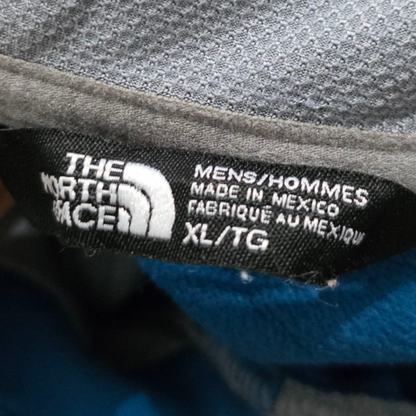 THE
NORTH
FACE
MENS/HOMMES
MADE IN MEXICO
FABRIQUÉ AU MEXIQUE
XL/TG